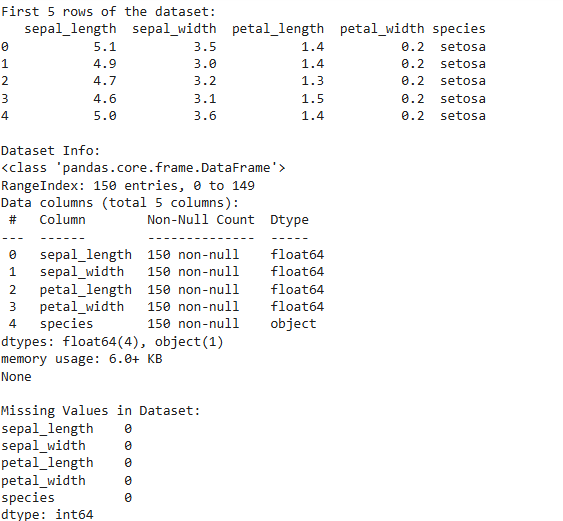 First 5 rows of the dataset:
   sepal_length  sepal_width  petal_length  petal_width species
0           5.1          3.5           1.4          0.2  setosa
1           4.9          3.0           1.4          0.2  setosa
2           4.7          3.2           1.3          0.2  setosa
3           4.6          3.1           1.5          0.2  setosa
4           5.0          3.6           1.4          0.2  setosa

Dataset Info:
<class 'pandas.core.frame.DataFrame'>
RangeIndex: 150 entries, 0 to 149
Data columns (total 5 columns):
 #   Column        Non-Null Count  Dtype
---  ------        --------------  -----
 0   sepal_length  150 non-null    float64
 1   sepal_width   150 non-null    float64
 2   petal_length  150 non-null    float64
 3   petal_width   150 non-null    float64
 4   species       150 non-null    object
dtypes: float64(4), object(1)
memory usage: 6.0+ KB
None

Missing Values in Dataset:
sepal_length    0
sepal_width     0
petal_length    0
petal_width     0
species         0
dtype: int64